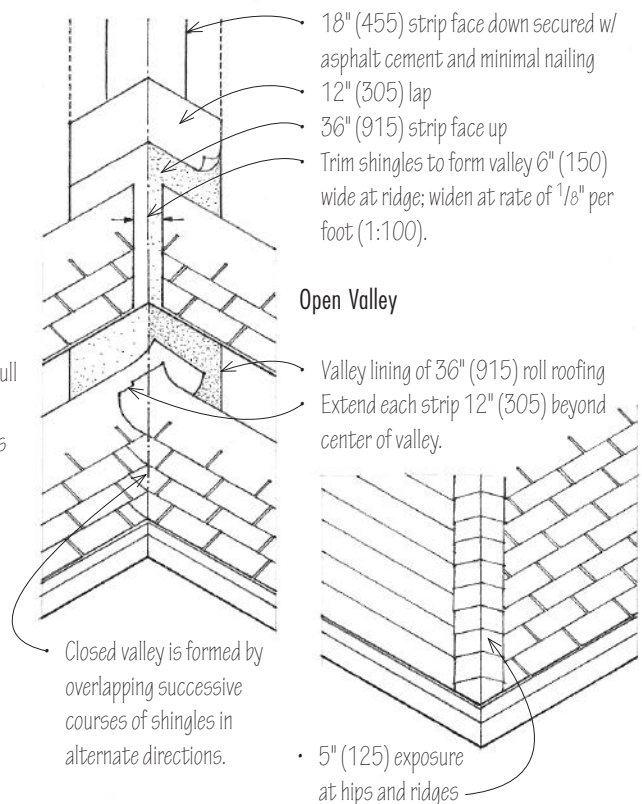 18" (455) strip face down secured w/
asphalt cement and minimal nailing
12" (305) lap
36" (915) strip face up
Trim shingles to form valley 6" (150)
wide at ridge; widen at rate of 1/8" per
foot (1:100).
Open Valley
Valley lining of 36" (915) roll roofing
Extend each strip 12" (305) beyond
center of valley.
Closed valley is formed by
overlapping successive
courses of shingles in
alternate directions.
5" (125) exposure
at hips and ridges